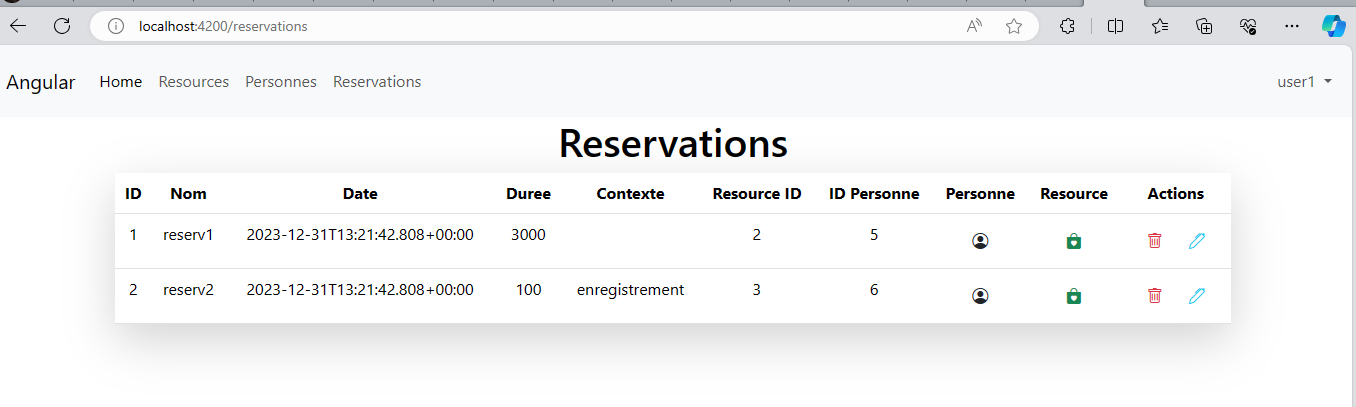 localhost:4200/reservations
Angular Home Resources Personnes Reservations user1
Reservations
ID Nom Date Duree Contexte Resource ID ID Personne Personne Resource Actions
1 reserv1 2023-12-31T13:21:42.808+00:00 3000 2 5
2 reserv2 2023-12-31T13:21:42.808+00:00 100 enregistrement 3 6